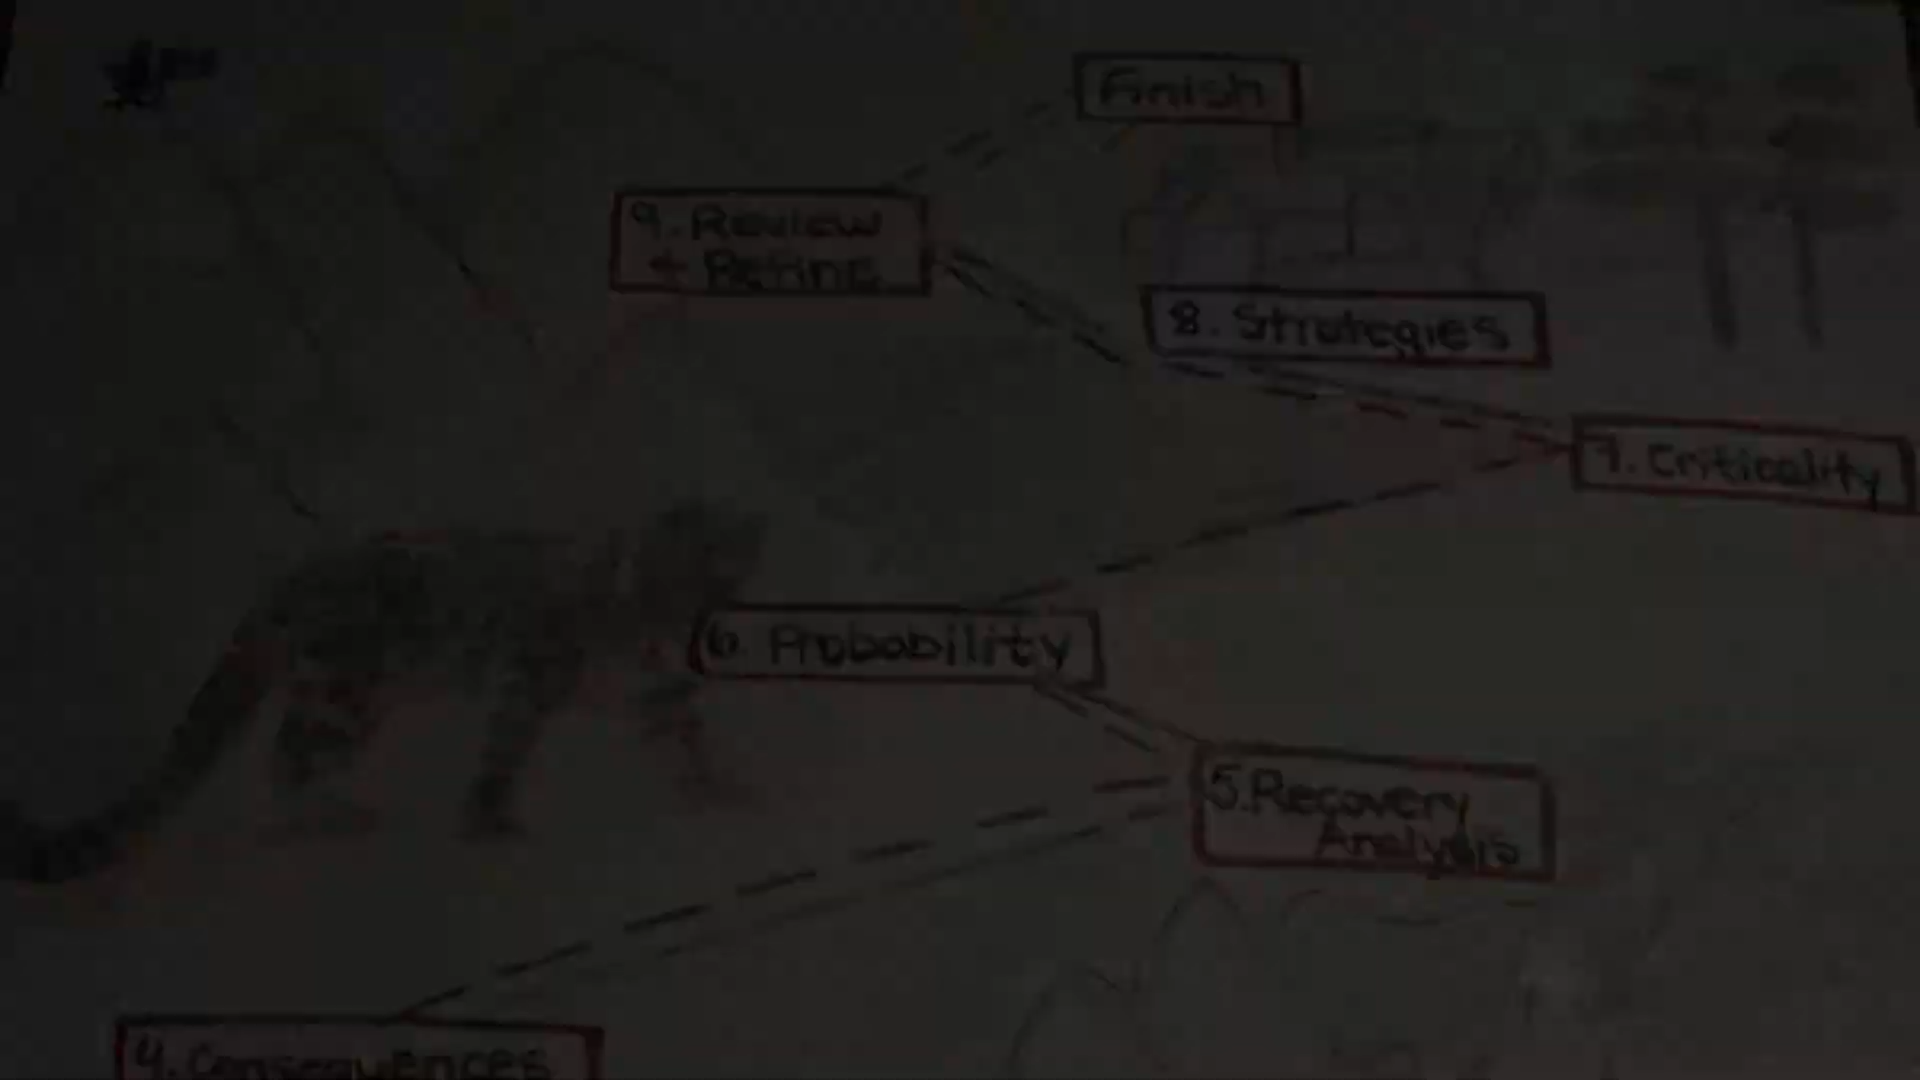 Finish
9. Review
+ Refine
8. Strategies
7. Criticality
6. Probability
5. Recovery
Analysis
4. Consequences